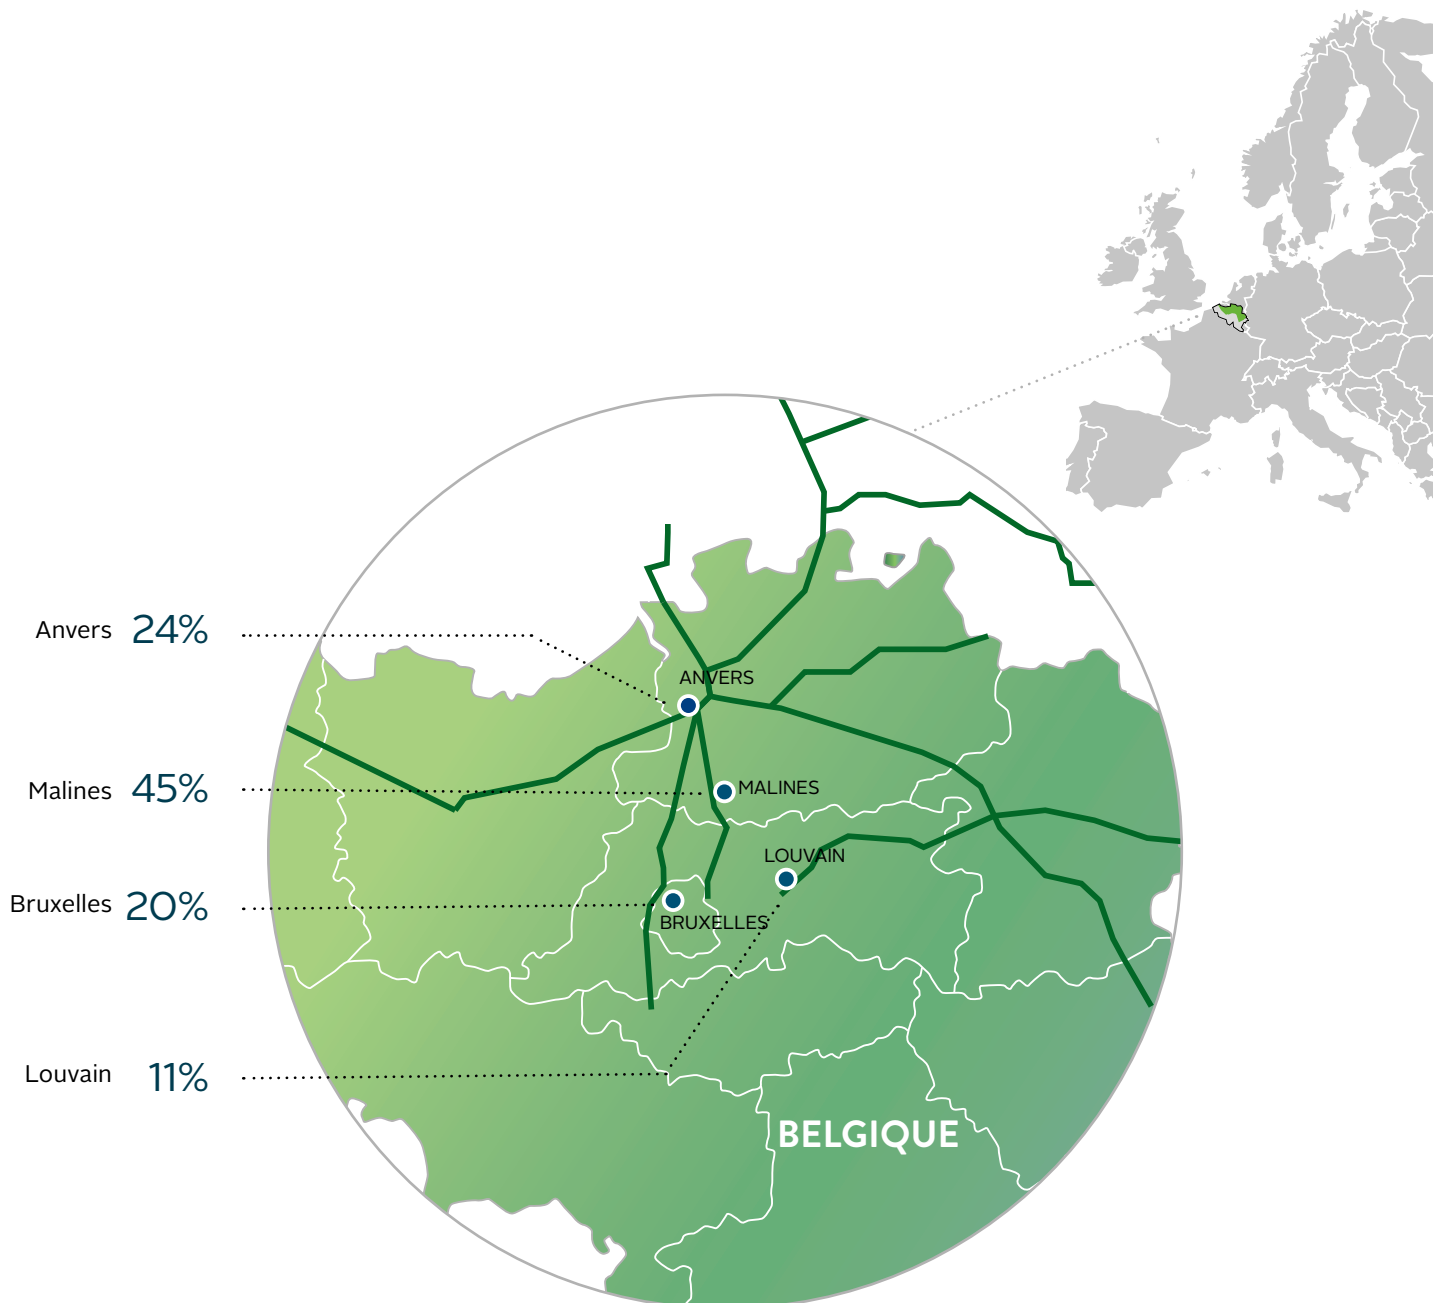 Anvers 24%
ANVERS
Malines 45%
MALINES
LOUVAIN
Bruxelles 20%
BRUXELLES
Louvain 11%
BELGIQUE